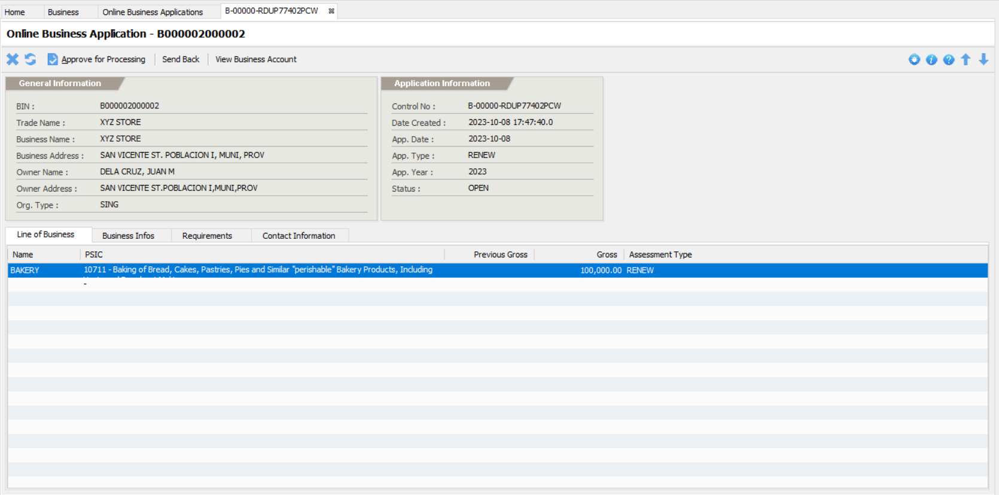 Home Business Online Business Applications B-00000-RDUP77402PCW
Online Business Application - B000002000002
Approve for Processing Send Back View Business Account
General Information
BIN : B000002000002
Trade Name : XYZ STORE
Business Name : XYZ STORE
Business Address : SAN VICENTE ST. POBLACION I, MUNI, PROV
Owner Name : DELA CRUZ, JUAN M
Owner Address : SAN VICENTE ST.POBLACION I,MUNI,PROV
Org. Type : SING
Application Information
Control No : B-00000-RDUP77402PCW
Date Created : 2023-10-08 17:47:40.0
App. Date : 2023-10-08
App. Type : RENEW
App. Year : 2023
Status : OPEN
Line of Business Business Infos Requirements Contact Information
Name PSIC Previous Gross Gross Assessment Type
BAKERY 10711 - Baking of Bread, Cakes, Pastries, Pies and Similar "perishable" Bakery Products, Including 100,000.00 RENEW
-